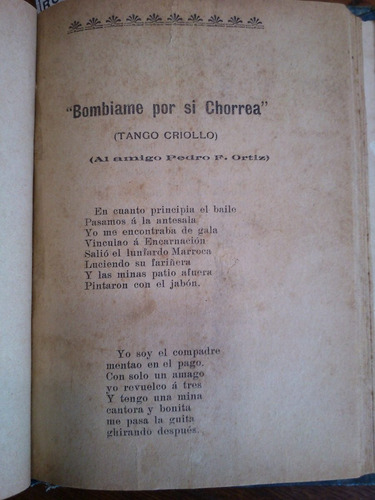 "Bombiame por si Chorrea"
(TANGO CRIOLLO)
(Al amigo Pedro F. Ortiz)
En cuanto principia el baile
Pasamos á la antesala
Yo me encontraba de gala
Vinculao á Encarnación
Salió el lunfardo Marroca
Luciendo su fariñera
Y las minas patio afuera
Pintaron con el jabón.
Yo soy el compadre
mentao en el pago.
Con solo un amago
yo revuelco á tres
Y tengo una mina
cantora y bonita
me pasa la guita
ghirando después.